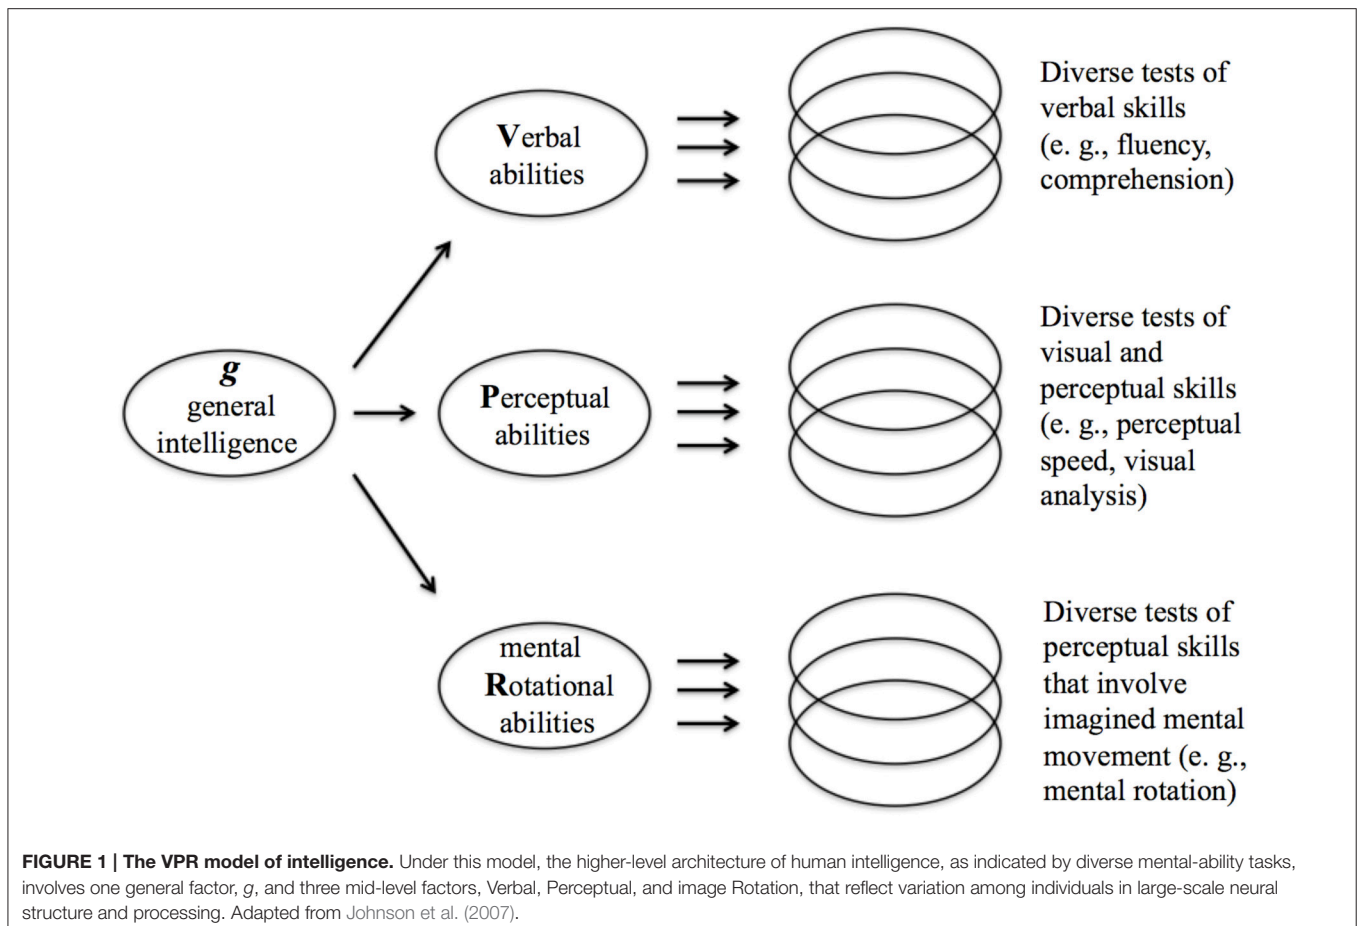 Verbal
abilities
Diverse tests of
verbal skills
(e. g., fluency,
comprehension)
g
general
intelligence
Perceptual
abilities
Diverse tests of
visual and
perceptual skills
(e. g., perceptual
speed, visual
analysis)
mental
Rotational
abilities
Diverse tests of
perceptual skills
that involve
imagined mental
movement (e. g.,
mental rotation)
FIGURE 1 | The VPR model of intelligence. Under this model, the higher-level architecture of human intelligence, as indicated by diverse mental-ability tasks,
involves one general factor, g, and three mid-level factors, Verbal, Perceptual, and image Rotation, that reflect variation among individuals in large-scale neural
structure and processing. Adapted from Johnson et al. (2007).